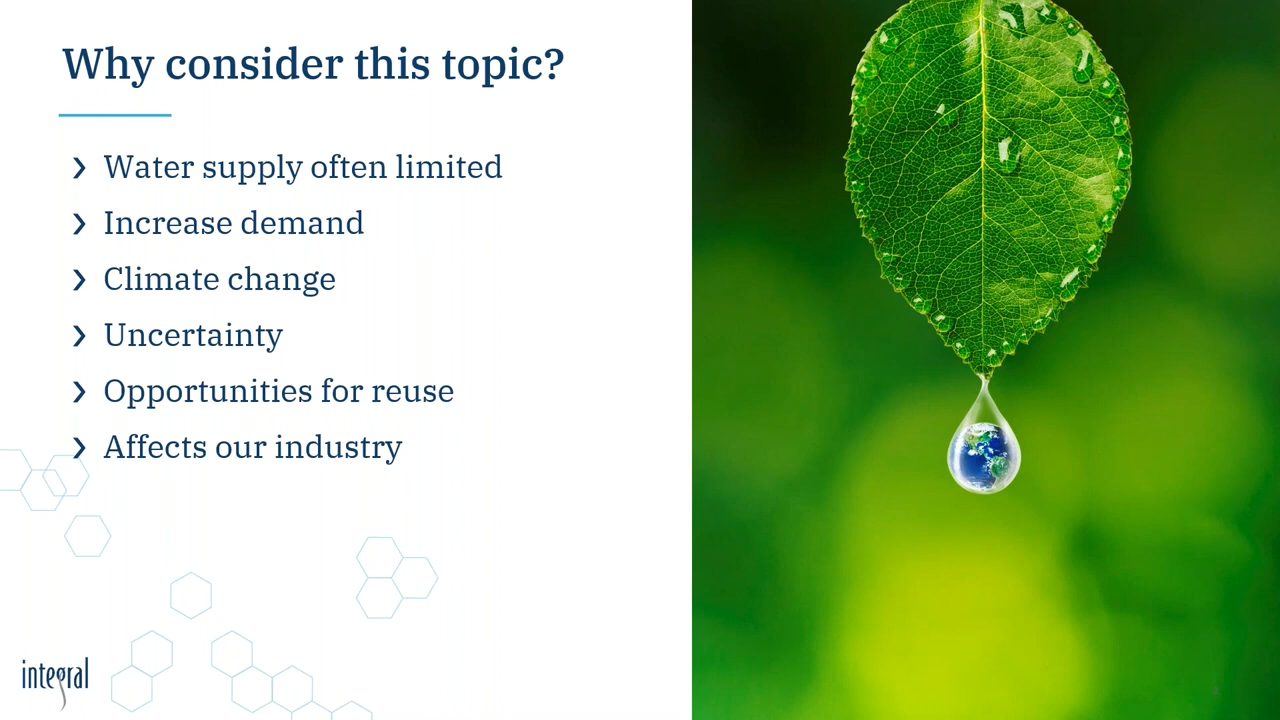 Why consider this topic?
Water supply often limited
Increase demand
Climate change
Uncertainty
Opportunities for reuse
Affects our industry
integral